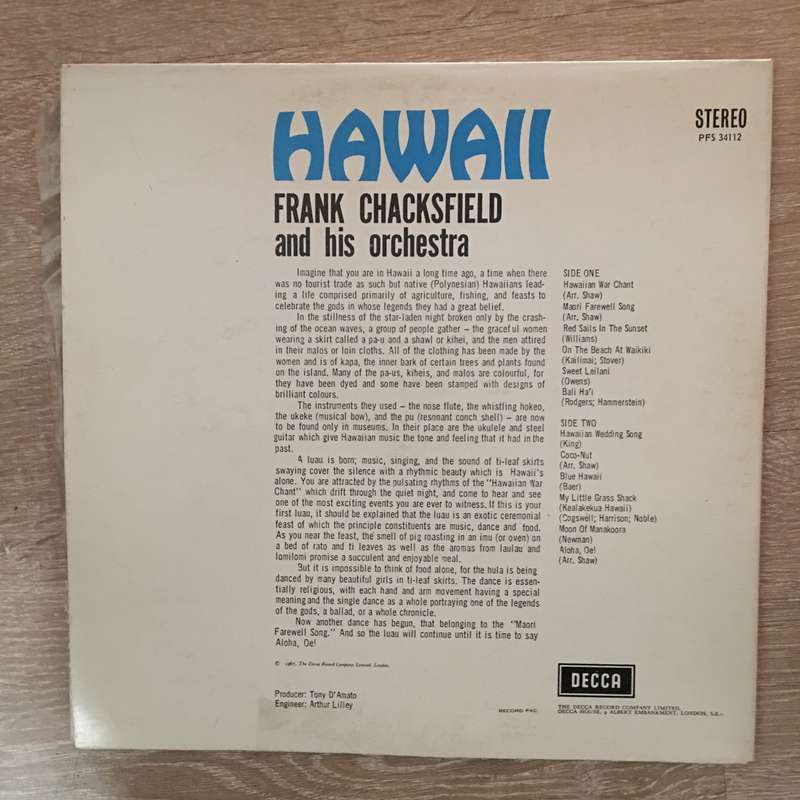 HAWAII
STEREO
PFS 34112
FRANK CHACKSFIELD
and his orchestra
Imagine that you are in Hawaii a long time ago, a time when there
was no tourist trade as such but native (Polynesian) Hawaiians lead-
ing a life comprised primarily of agriculture, fishing, and feasts to
celebrate the gods in whose legends they had a great belief.
In the stillness of the star-laden night broken only by the crash-
ing of the ocean waves, a group of people gather – the graceful women
wearing a skirt called a pa-u and a shawl or kihei, and the men attired
in their malos or loin cloths. All of the clothing has been made by the
women and is of kapa, the inner bark of certain trees and plants found
on the island. Many of the pa-us, kiheis, and malos are colourful, for
they have been dyed and some have been stamped with designs of
brilliant colours.
The instruments they used – the nose flute, the whistling hokeo,
the ukeke (musical bow), and the pu (resonant conch shell) – are now
to be found only in museums. In their place are the ukulele and steel
guitar which give Hawaiian music the tone and feeling that it had in the
past.
A luau is born; music, singing, and the sound of ti-leaf skirts
swaying cover the silence with a rhythmic beauty which is Hawaii's
alone. You are attracted by the pulsating rhythms of the "Hawaiian War
Chant" which drift through the quiet night, and come to hear and see
one of the most exciting events you are ever to witness. If this is your
first luau, it should be explained that the luau is an exotic ceremonial
feast of which the principle constituents are music, dance and food.
As you near the feast, the smell of pig roasting in an imu (or oven) on
a bed of rato and ti leaves as well as the aromas from laulau and
lomilomi promise a succulent and enjoyable meal.
But it is impossible to think of food alone, for the hula is being
danced by many beautiful girls in ti-leaf skirts. The dance is essen-
tially religious, with each hand and arm movement having a special
meaning and the single dance as a whole portraying one of the legends
of the gods, a ballad, or a whole chronicle.
Now another dance has begun, that belonging to the "Maori
Farewell Song." And so the luau will continue until it is time to say
Aloha, Oe!
SIDE ONE
Hawaiian War Chant
(Arr. Shaw)
Maori Farewell Song
(Arr. Shaw)
Red Sails In The Sunset
(Williams)
On The Beach At Waikiki
(Kailimai; Stover)
Sweet Leilani
(Owens)
Bali Ha'i
(Rodgers; Hammerstein)
SIDE TWO
Hawaiian Wedding Song
(King)
Coco-Nut
(Arr. Shaw)
Blue Hawaii
(Baer)
My Little Grass Shack
(Kealakekua Hawaii)
(Cogswell; Harrison; Noble)
Moon Of Manakoora
(Newman)
Aloha, Oe!
(Arr. Shaw)
© 1967, The Decca Record Company Limited, London.
Producer: Tony D'Amato
Engineer: Arthur Lilley
DECCA
RECORD PKC.
THE DECCA RECORD COMPANY LIMITED,
DECCA HOUSE, 9 ALBERT EMBANKMENT, LONDON, S.E.1.